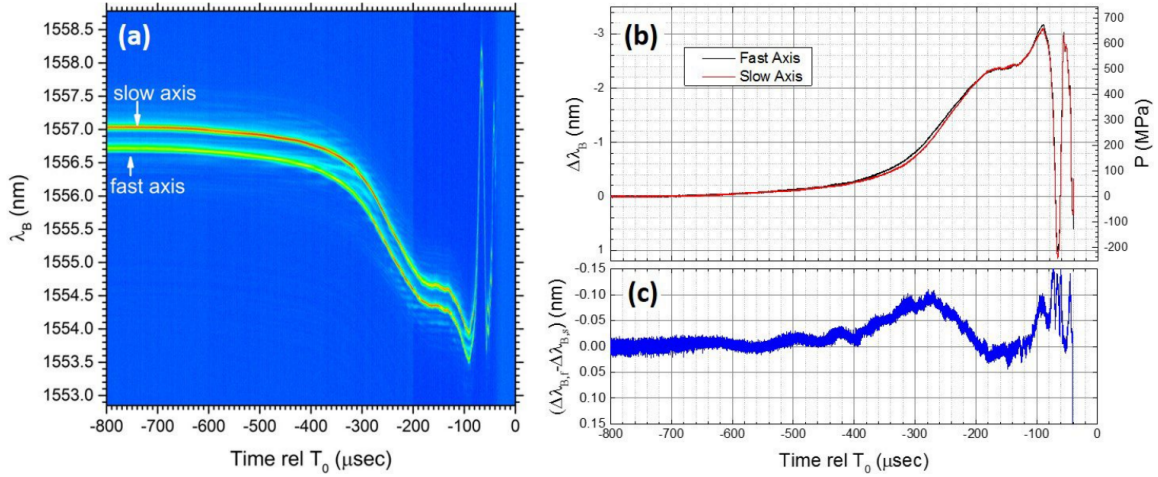 (a)
slow axis
fast axis
1558.5
1558.0
1557.5
1557.0
1556.5
1556.0
1555.5
1555.0
1554.5
1554.0
1553.5
1553.0
λB (nm)
-800 -700 -600 -500 -400 -300 -200 -100 0
Time rel T0 (μsec)
(b)
Fast Axis
Slow Axis
-3
-2
-1
0
1
ΔλB (nm)
700
600
500
400
300
200
100
0
-100
-200
P (MPa)
(c)
-0.15
-0.10
-0.05
0.00
0.05
0.10
0.15
(ΔλB,f-ΔλB,s) (nm)
-800 -700 -600 -500 -400 -300 -200 -100 0
Time rel T0 (μsec)